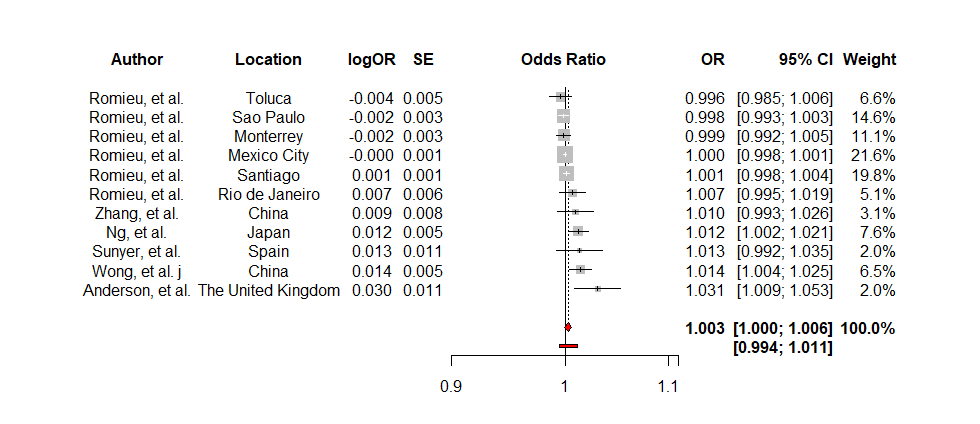 Author Location logOR SE Odds Ratio OR 95% CI Weight
Romieu, et al. Toluca -0.004 0.005 0.996 [0.985; 1.006] 6.6%
Romieu, et al. Sao Paulo -0.002 0.003 0.998 [0.993; 1.003] 14.6%
Romieu, et al. Monterrey -0.002 0.003 0.999 [0.992; 1.005] 11.1%
Romieu, et al. Mexico City -0.000 0.001 1.000 [0.998; 1.001] 21.6%
Romieu, et al. Santiago 0.001 0.001 1.001 [0.998; 1.004] 19.8%
Romieu, et al. Rio de Janeiro 0.007 0.006 1.007 [0.995; 1.019] 5.1%
Zhang, et al. China 0.009 0.008 1.010 [0.993; 1.026] 3.1%
Ng, et al. Japan 0.012 0.005 1.012 [1.002; 1.021] 7.6%
Sunyer, et al. Spain 0.013 0.011 1.013 [0.992; 1.035] 2.0%
Wong, et al. j China 0.014 0.005 1.014 [1.004; 1.025] 6.5%
Anderson, et al. The United Kingdom 0.030 0.011 1.031 [1.009; 1.053] 2.0%
1.003 [1.000; 1.006] 100.0%
[0.994; 1.011]
0.9 1 1.1